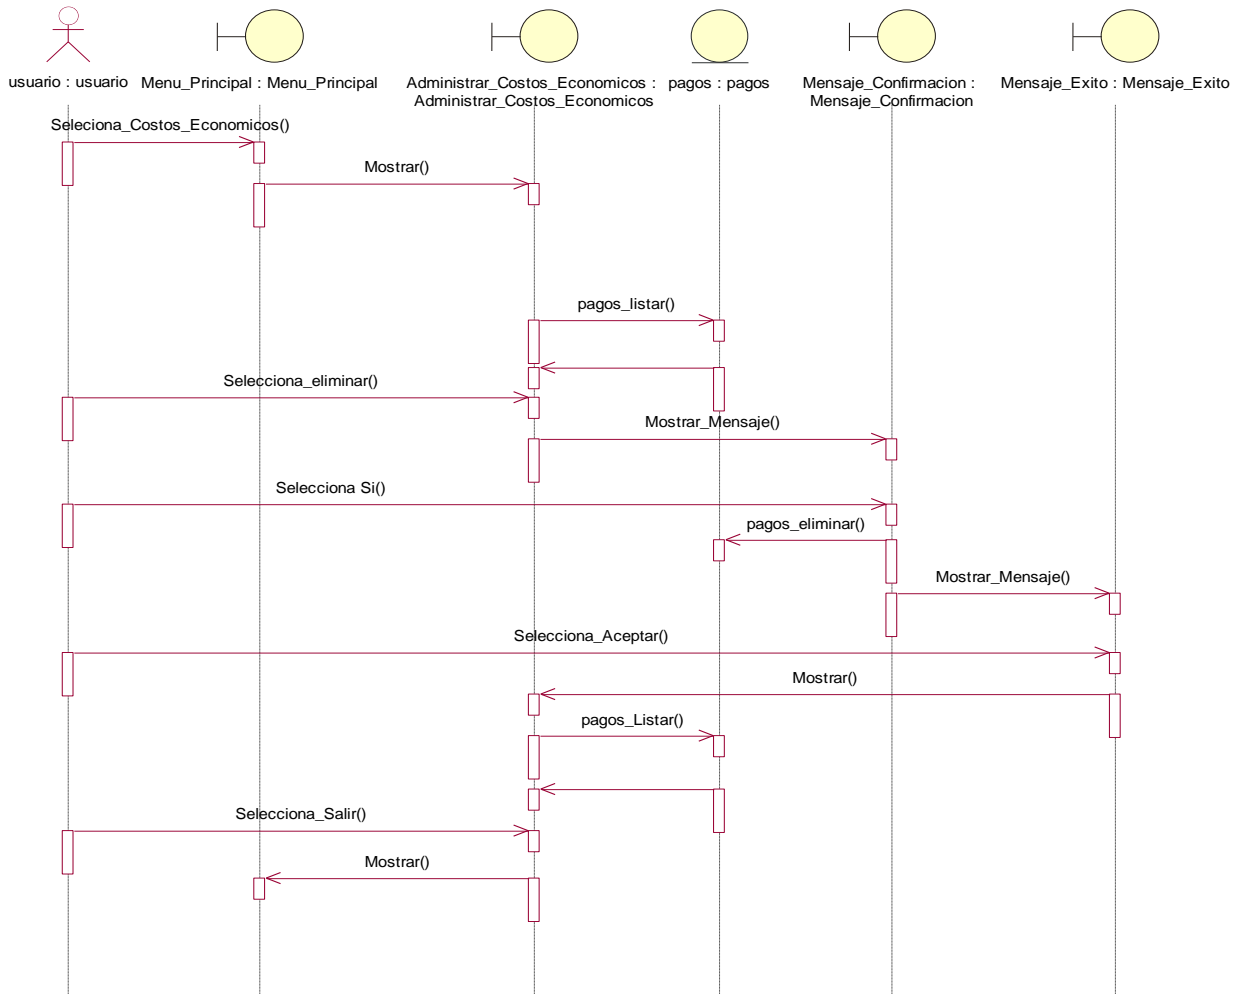 usuario : usuario
Menu_Principal : Menu_Principal
Administrar_Costos_Economicos :
Administrar_Costos_Economicos
pagos : pagos
Mensaje_Confirmacion :
Mensaje_Confirmacion
Mensaje_Exito : Mensaje_Exito
Seleciona_Costos_Economicos()
Mostrar()
pagos_listar()
Selecciona_eliminar()
Mostrar_Mensaje()
Selecciona Si()
pagos_eliminar()
Mostrar_Mensaje()
Selecciona_Aceptar()
Mostrar()
pagos_Listar()
Selecciona_Salir()
Mostrar()